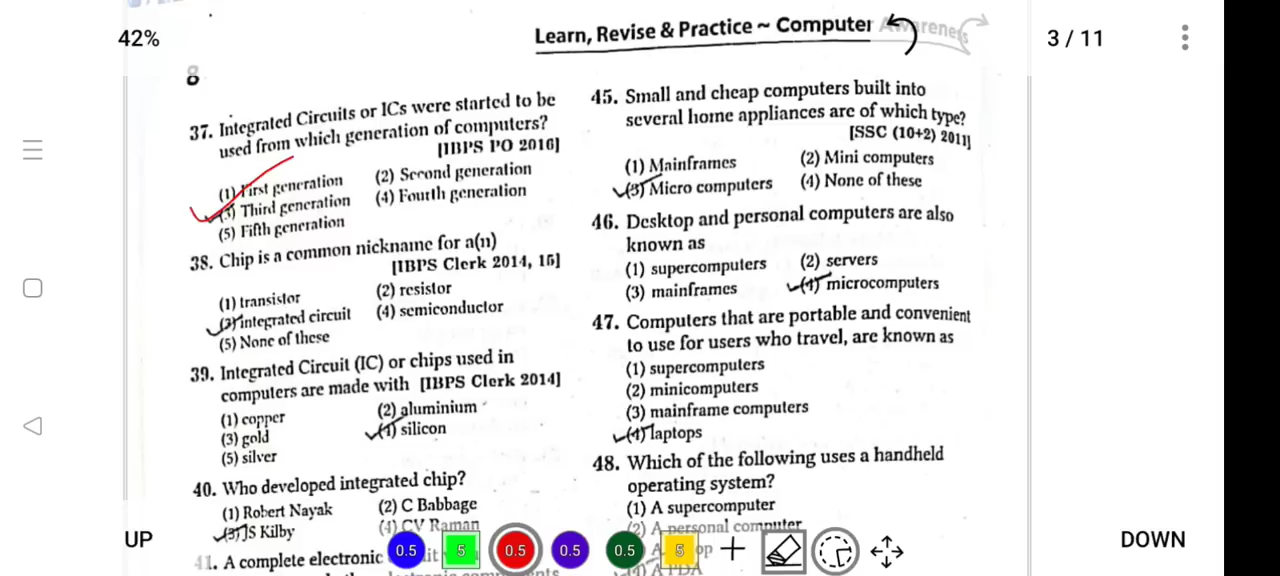 42%
Learn, Revise & Practice ~ Computer Awareness
3 / 11
8
37. Integrated Circuits or ICs were started to be
used from which generation of computers?
[IBPS PO 2016]
(1) First generation (2) Second generation
(3) Third generation (4) Fourth generation
(5) Fifth generation
38. Chip is a common nickname for a(n)
[IBPS Clerk 2014, 15]
(1) transistor (2) resistor
(3) integrated circuit (4) semiconductor
(5) None of these
39. Integrated Circuit (IC) or chips used in
computers are made with [IBPS Clerk 2014]
(1) copper (2) aluminium
(3) gold (4) silicon
(5) silver
40. Who developed integrated chip?
(1) Robert Nayak (2) C Babbage
(3) JS Kilby (4) CV Raman
41. A complete electronic
45. Small and cheap computers built into
several home appliances are of which type?
[SSC (10+2) 2011]
(1) Mainframes (2) Mini computers
(3) Micro computers (4) None of these
46. Desktop and personal computers are also
known as
(1) supercomputers (2) servers
(3) mainframes (4) microcomputers
47. Computers that are portable and convenient
to use for users who travel, are known as
(1) supercomputers
(2) minicomputers
(3) mainframe computers
(4) laptops
48. Which of the following uses a handheld
operating system?
(1) A supercomputer
(2) A personal computer
(4) A PDA
UP
0.5 5 0.5 0.5 0.5 5
DOWN